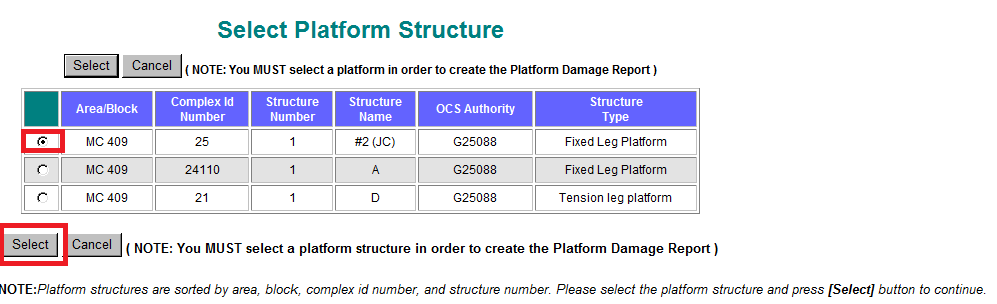 Select Platform Structure
Select Cancel ( NOTE: You MUST select a platform in order to create the Platform Damage Report )
Area/Block Complex Id Number Structure Number Structure Name OCS Authority Structure Type
MC 409 25 1 #2 (JC) G25088 Fixed Leg Platform
MC 409 24110 1 A G25088 Fixed Leg Platform
MC 409 21 1 D G25088 Tension leg platform
Select Cancel ( NOTE: You MUST select a platform structure in order to create the Platform Damage Report )
NOTE:Platform structures are sorted by area, block, complex id number, and structure number. Please select the platform structure and press [Select] button to continue.